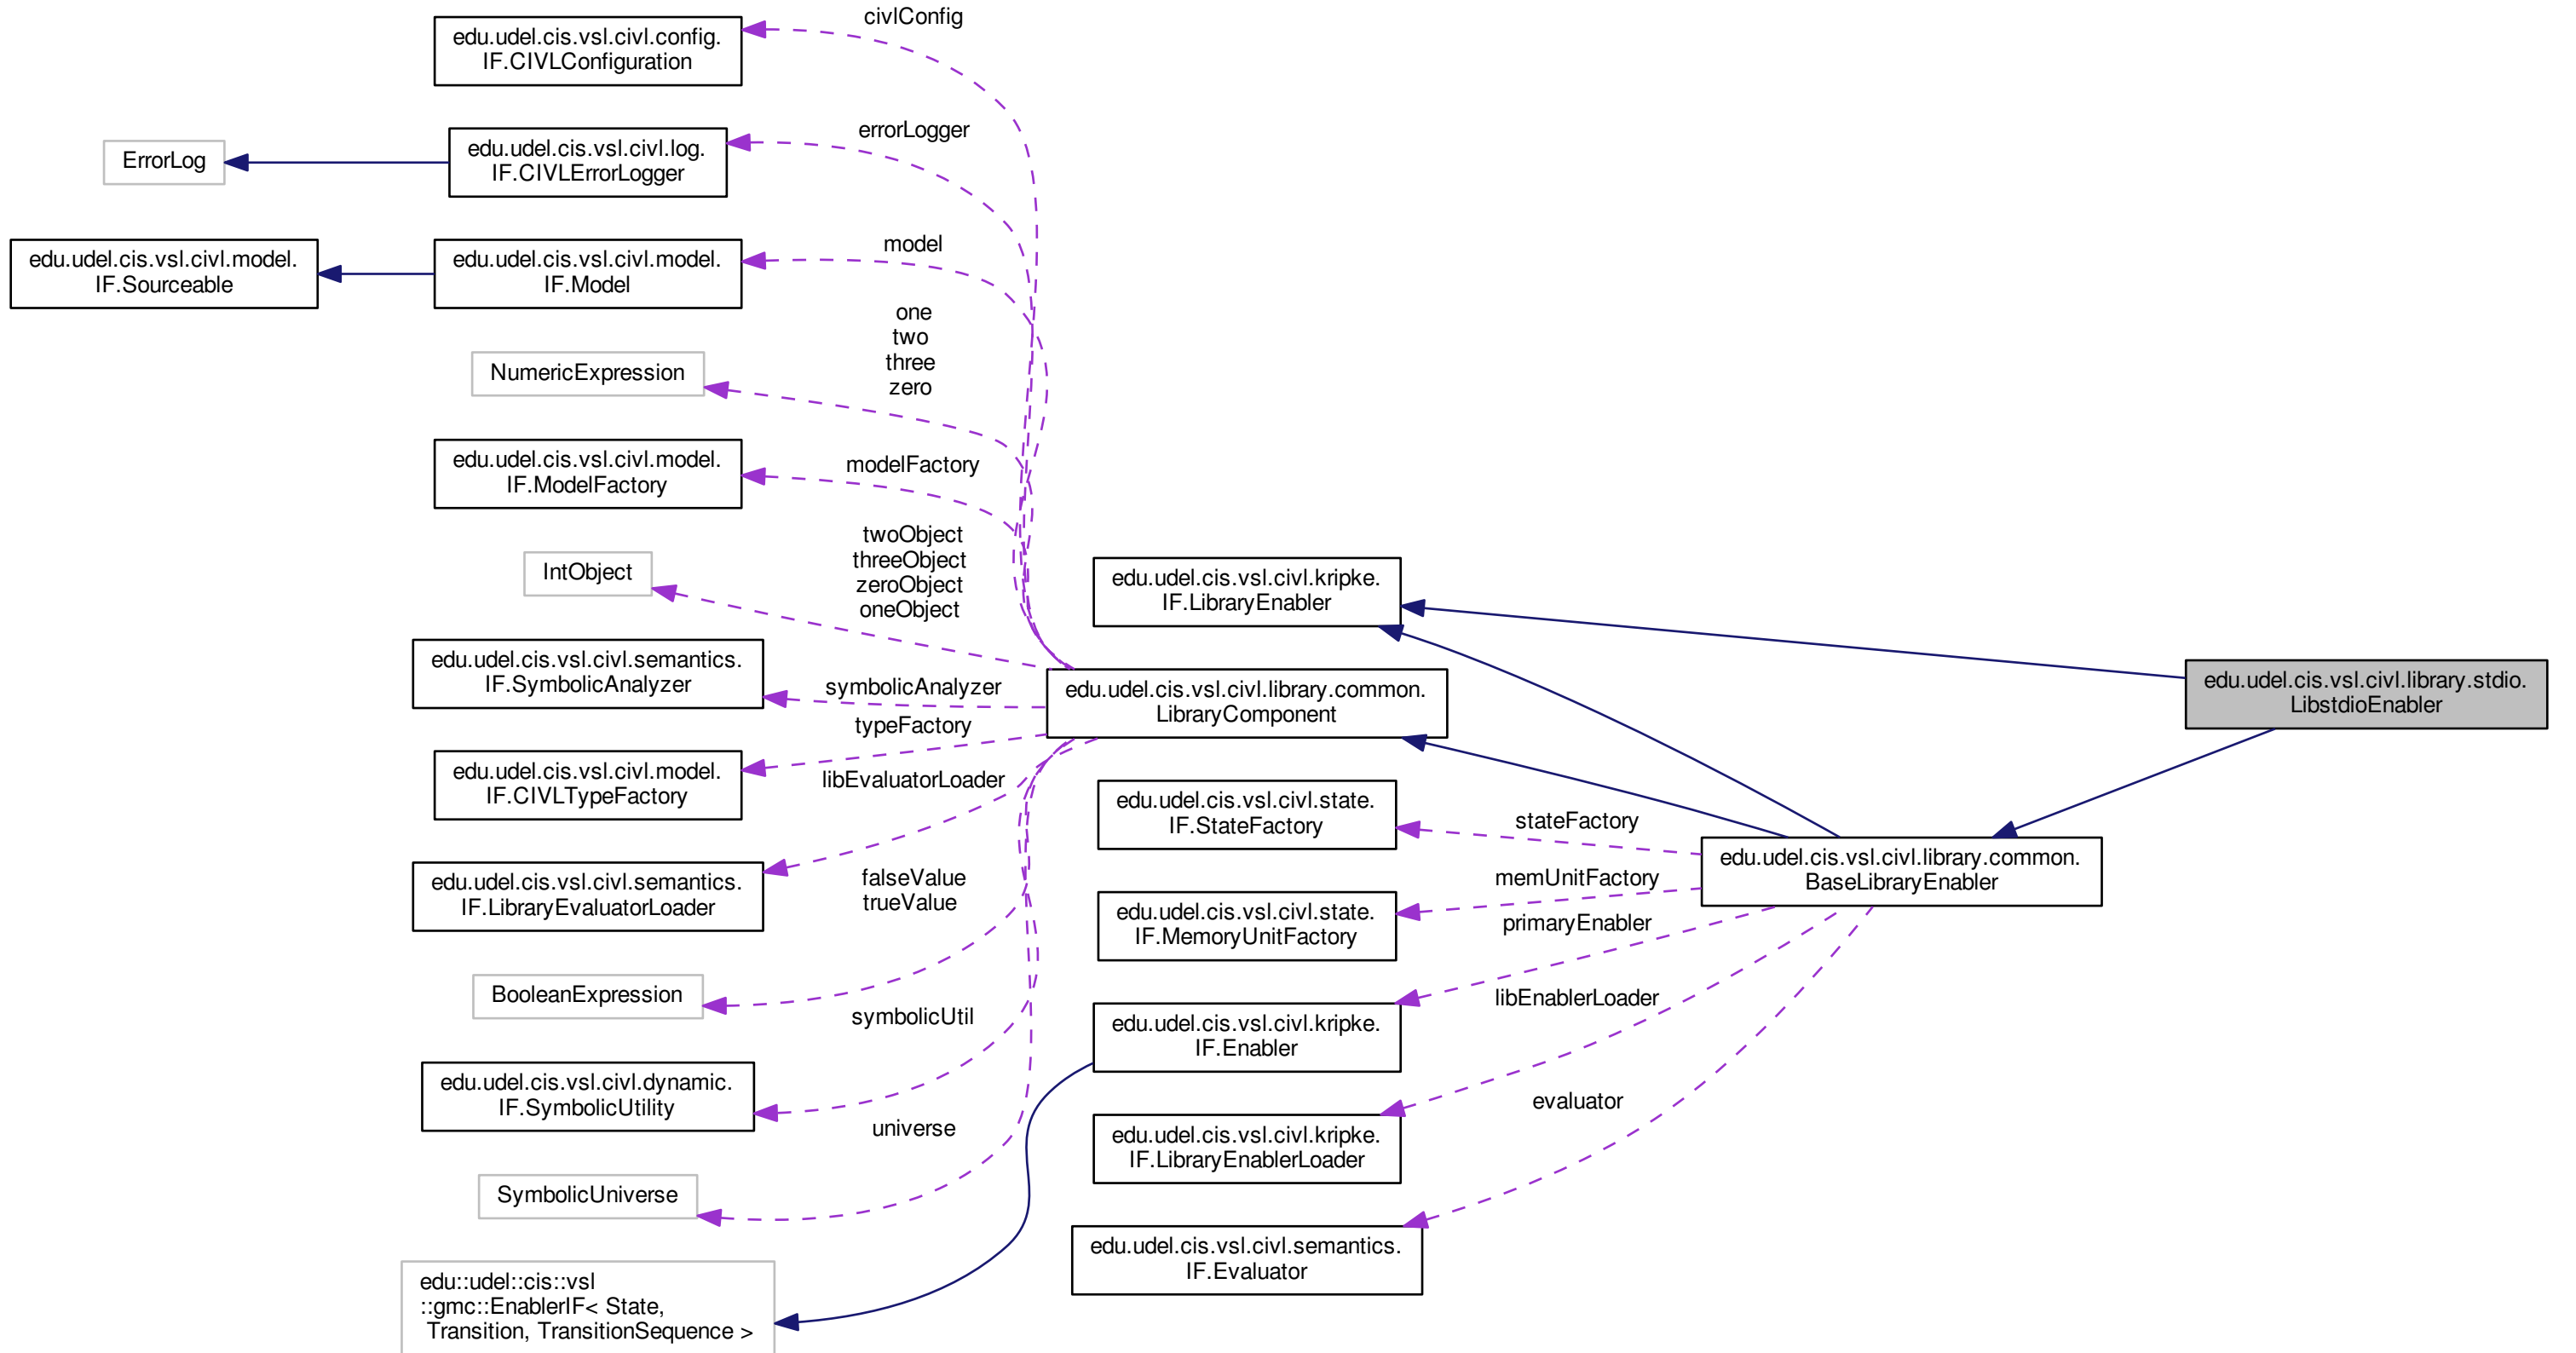 civlConfig
edu.udel.cis.vsl.civl.config.
IF.CIVLConfiguration
errorLogger
ErrorLog
edu.udel.cis.vsl.civl.log.
IF.CIVLErrorLogger
model
edu.udel.cis.vsl.civl.model.
IF.Sourceable
edu.udel.cis.vsl.civl.model.
IF.Model
one
two
three
zero
NumericExpression
edu.udel.cis.vsl.civl.model.
IF.ModelFactory
modelFactory
twoObject
threeObject
zeroObject
oneObject
IntObject
edu.udel.cis.vsl.civl.kripke.
IF.LibraryEnabler
edu.udel.cis.vsl.civl.semantics.
IF.SymbolicAnalyzer
symbolicAnalyzer
edu.udel.cis.vsl.civl.library.common.
LibraryComponent
edu.udel.cis.vsl.civl.library.stdio.
LibstdioEnabler
typeFactory
edu.udel.cis.vsl.civl.model.
IF.CIVLTypeFactory
libEvaluatorLoader
edu.udel.cis.vsl.civl.state.
IF.StateFactory
stateFactory
edu.udel.cis.vsl.civl.library.common.
BaseLibraryEnabler
edu.udel.cis.vsl.civl.semantics.
IF.LibraryEvaluatorLoader
falseValue
trueValue
memUnitFactory
edu.udel.cis.vsl.civl.state.
IF.MemoryUnitFactory
primaryEnabler
BooleanExpression
symbolicUtil
edu.udel.cis.vsl.civl.kripke.
IF.Enabler
libEnablerLoader
edu.udel.cis.vsl.civl.dynamic.
IF.SymbolicUtility
universe
edu.udel.cis.vsl.civl.kripke.
IF.LibraryEnablerLoader
evaluator
SymbolicUniverse
edu.udel.cis.vsl.civl.semantics.
IF.Evaluator
edu::udel::cis::vsl
::gmc::EnablerIF< State,
Transition, TransitionSequence >